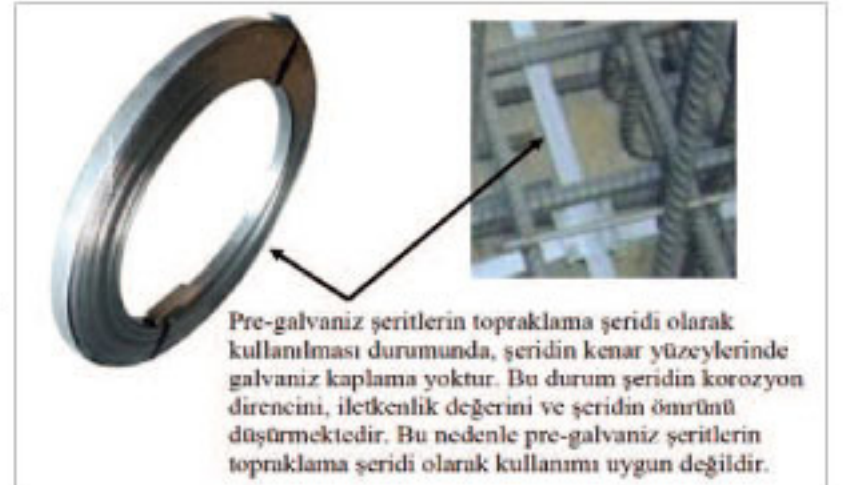 Pre-galvaniz şeritlerin topraklama şeridi olarak
kullanılması durumunda, şeridin kenar yüzeylerinde
galvaniz kaplama yoktur. Bu durum şeridin korozyon
direncini, iletkenlik değerini ve şeridin ömrünü
düşürmektedir. Bu nedenle pre-galvaniz şeritlerin
topraklama şeridi olarak kullanımı uygun değildir.